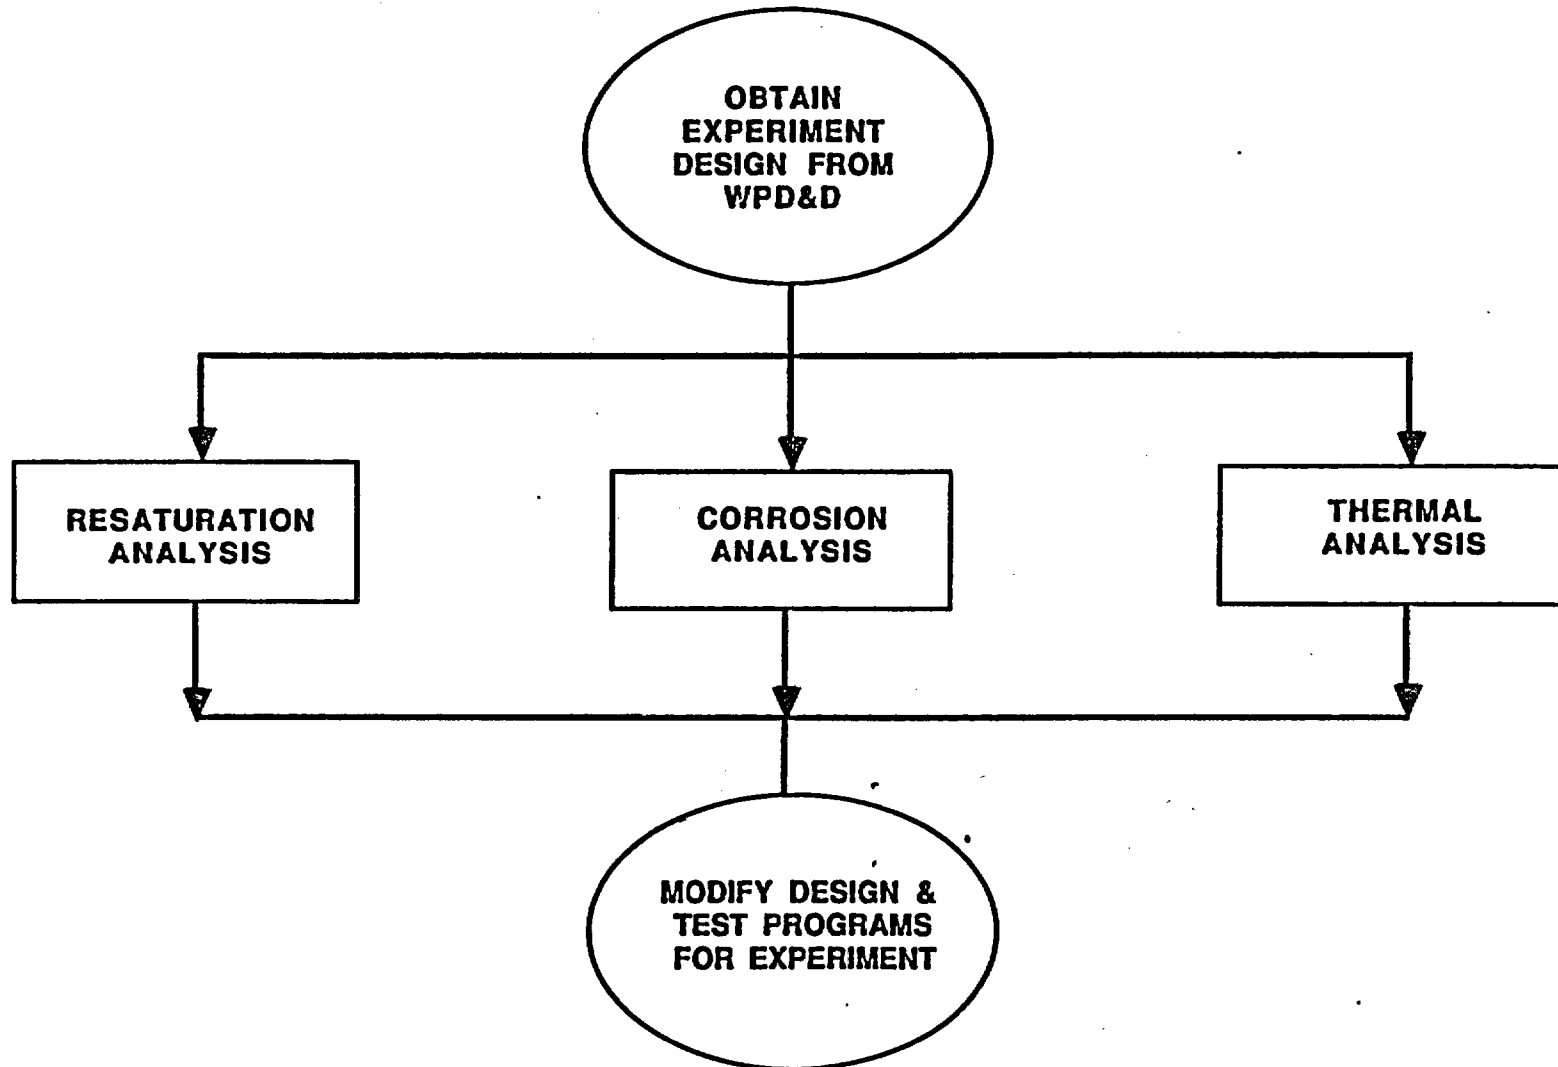 OBTAIN
EXPERIMENT
DESIGN FROM
WPD&D
RESATURATION
ANALYSIS
CORROSION
ANALYSIS
THERMAL
ANALYSIS
MODIFY DESIGN &
TEST PROGRAMS
FOR EXPERIMENT